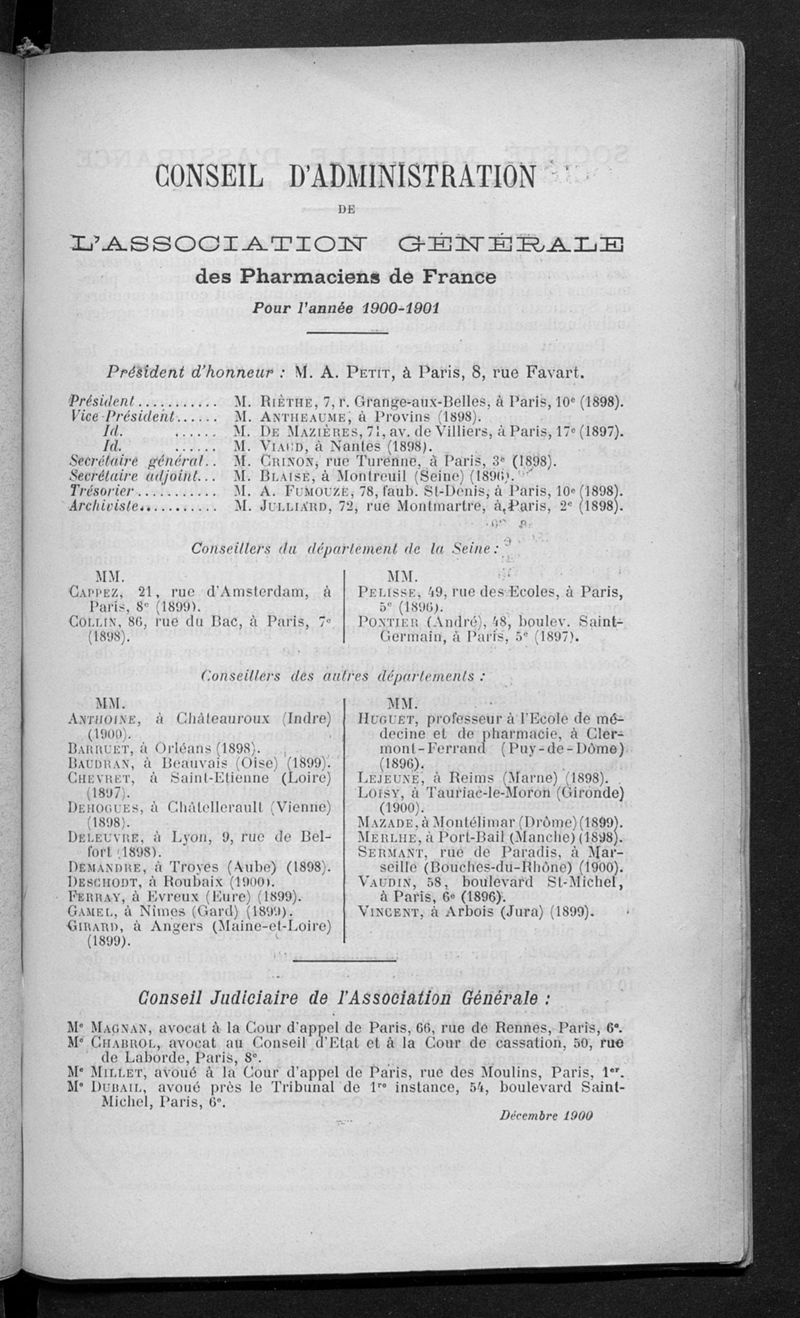 CONSEIL D'ADMINISTRATION
DE
L'ASSOCIATION GÉNÉRALE
des Pharmaciens de France
Pour l'année 1900-1901
Président d'honneur : M. A. PETIT, à Paris, 8, rue Favart.
Président........... M. RIÈTHE, 7, r. Grange-aux-Belles, à Paris, 10e (1898).
Vice-Président...... M. ANTHEAUME, à Provins (1898).
Id. ...... M. DE MAZIÈRES, 71, av. de Villiers, à Paris, 17e (1897).
Id. ...... M. VIAUD, à Nantes (1898).
Secrétaire général.. M. CRINON, rue Turenne, à Paris, 3e (1898).
Secrétaire adjoint... M. BLAISE, à Montreuil (Seine) (1896).
Trésorier........... M. A. FUMOUZE, 78, faub. St-Denis, à Paris, 10e (1898).
Archiviste.......... M. JULLIARD, 72, rue Montmartre, à Paris, 2e (1898).
Conseillers du département de la Seine :
MM.
CAPPEZ, 21, rue d'Amsterdam, à
Paris, 8e (1899).
COLLIN, 86, rue du Bac, à Paris, 7e
(1898).
MM.
PELISSE, 49, rue des Ecoles, à Paris,
5e (1896).
PONTIER (André), 48, boulev. Saint-
Germain, à Paris, 5e (1897).
Conseillers des autres départements :
MM.
ANTHOINE, à Châteauroux (Indre)
(1900).
BARRUET, à Orléans (1898).
BAUDRAN, à Beauvais (Oise) (1899).
CHEVRET, à Saint-Etienne (Loire)
(1897).
DEHOGUES, à Châtellerault (Vienne)
(1898).
DELEUVRE, à Lyon, 9, rue de Bel-
fort (1898).
DEMANDRE, à Troyes (Aube) (1898).
DESCHODT, à Roubaix (1900).
FERRAY, à Evreux (Eure) (1899).
GAMEL, à Nîmes (Gard) (1899).
GIRARD, à Angers (Maine-et-Loire)
(1899).
MM.
HUGUET, professeur à l'Ecole de mé-
decine et de pharmacie, à Cler-
mont-Ferrand (Puy-de-Dôme)
(1896).
LEJEUNE, à Reims (Marne) (1898).
LOISY, à Tauriac-le-Moron (Gironde)
(1900).
MAZADE, à Montélimar (Drôme) (1899).
MERLHE, à Port-Bail (Manche) (1898).
SERMANT, rue de Paradis, à Mar-
seille (Bouches-du-Rhône) (1900).
VAUDIN, 58, boulevard St-Michel,
à Paris, 6e (1896).
VINCENT, à Arbois (Jura) (1899).
Conseil Judiciaire de l'Association Générale :
Me MAGNAN, avocat à la Cour d'appel de Paris, 66, rue de Rennes, Paris, 6e.
Me CHABROL, avocat au Conseil d'Etat et à la Cour de cassation, 50, rue
de Laborde, Paris, 8e.
Me MILLET, avoué à la Cour d'appel de Paris, rue des Moulins, Paris, 1er.
Me DUBAIL, avoué près le Tribunal de 1re instance, 54, boulevard Saint-
Michel, Paris, 6e.
Décembre 1900